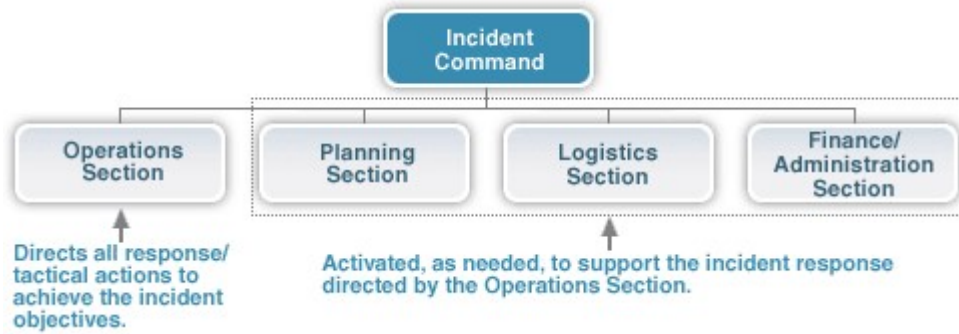 Incident
Command
Operations
Section
Planning
Section
Logistics
Section
Finance/
Administration
Section
Directs all response/
tactical actions to
achieve the incident
objectives.
Activated, as needed, to support the incident response
directed by the Operations Section.